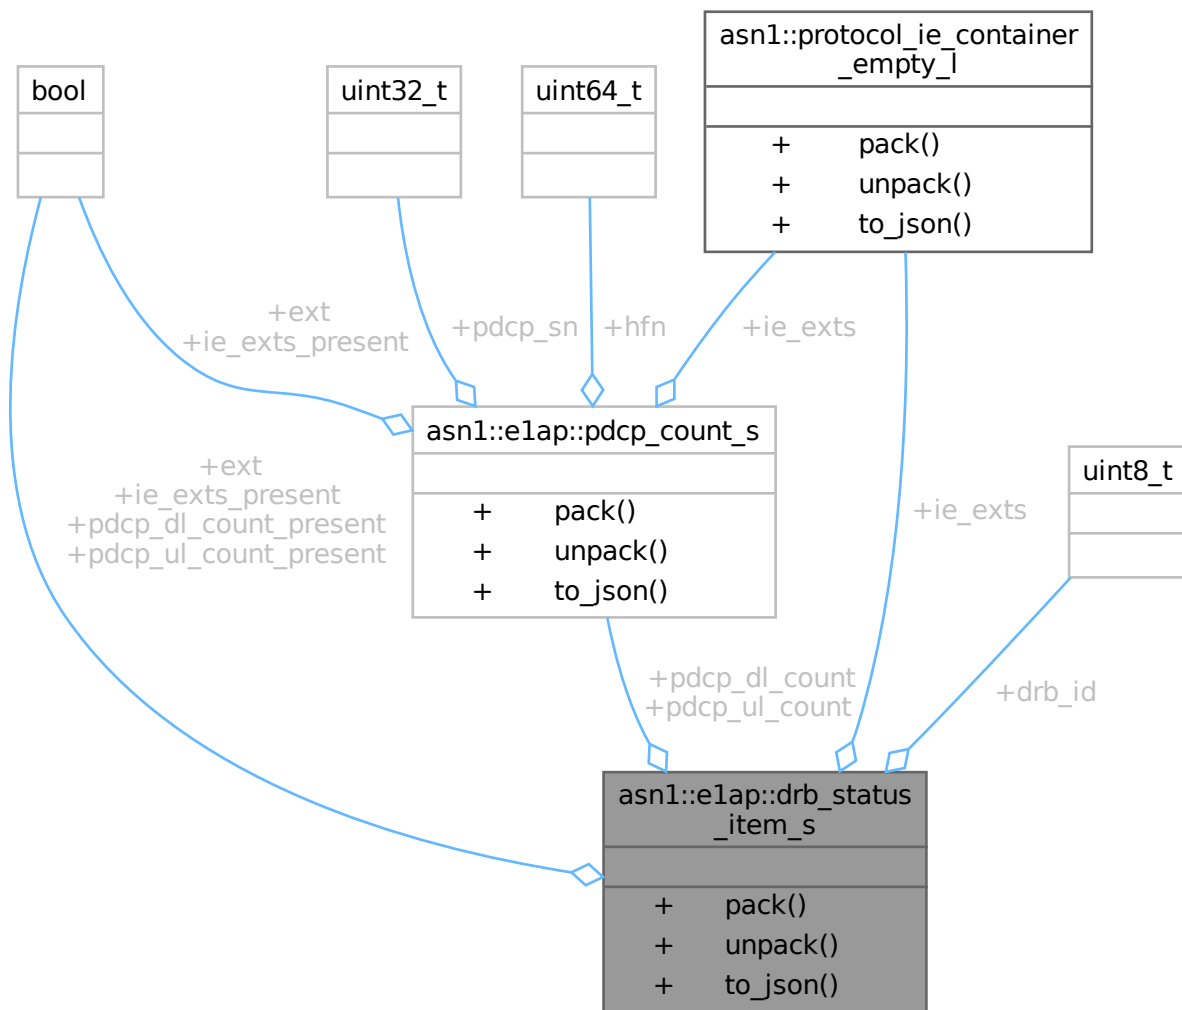 asn1::protocol_ie_container
_empty_l
+ pack()
+ unpack()
+ to_json()
bool
uint32_t
uint64_t
+ext
+ie_exts_present
+pdcp_sn
+hfn
+ie_exts
asn1::e1ap::pdcp_count_s
+ pack()
+ unpack()
+ to_json()
+ext
+ie_exts_present
+pdcp_dl_count_present
+pdcp_ul_count_present
uint8_t
+ie_exts
+pdcp_dl_count
+pdcp_ul_count
+drb_id
asn1::e1ap::drb_status
_item_s
+ pack()
+ unpack()
+ to_json()